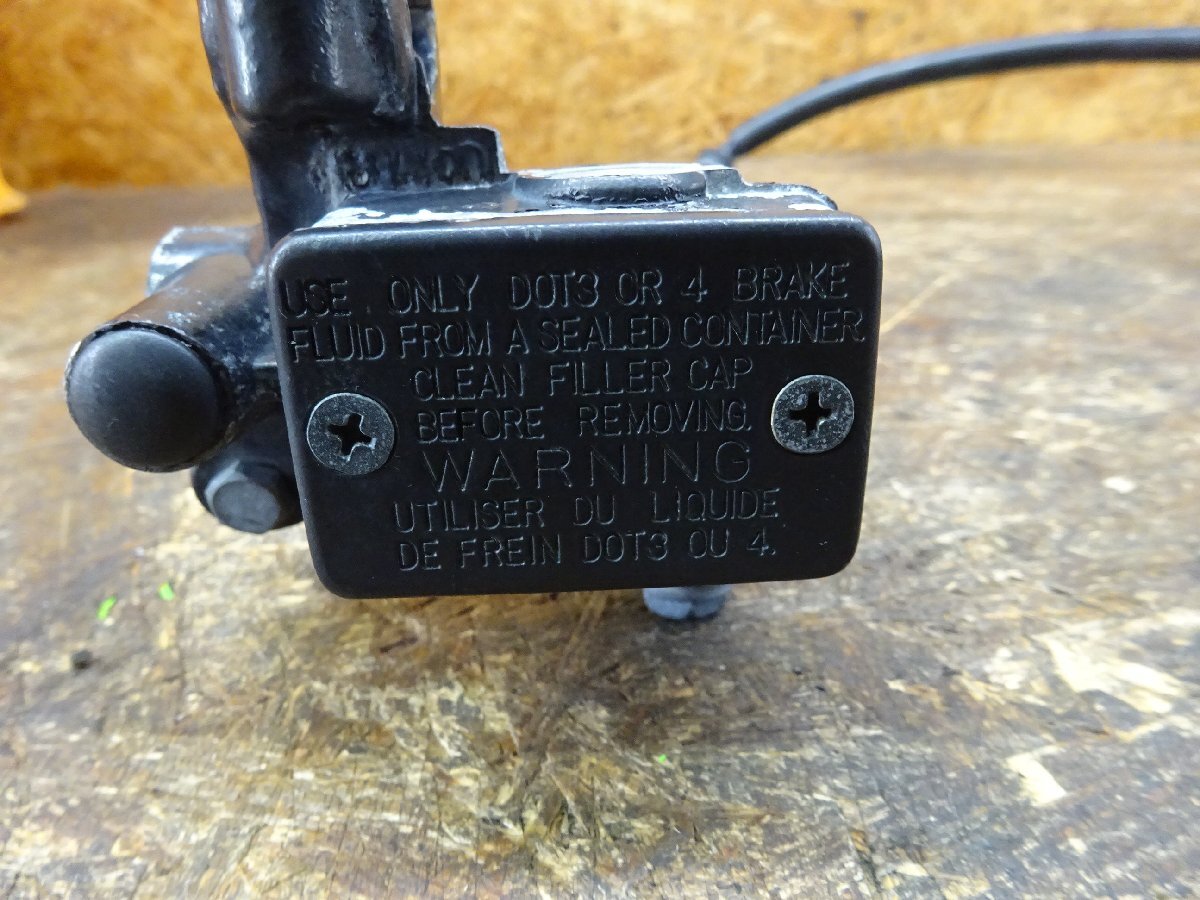 USE ONLY DOT3 OR 4 BRAKE
FLUID FROM A SEALED CONTAINER
CLEAN FILLER CAP
BEFORE REMOVING.
WARNING
UTILISER DU LIQUIDE
DE FREIN DOT3 OU 4.